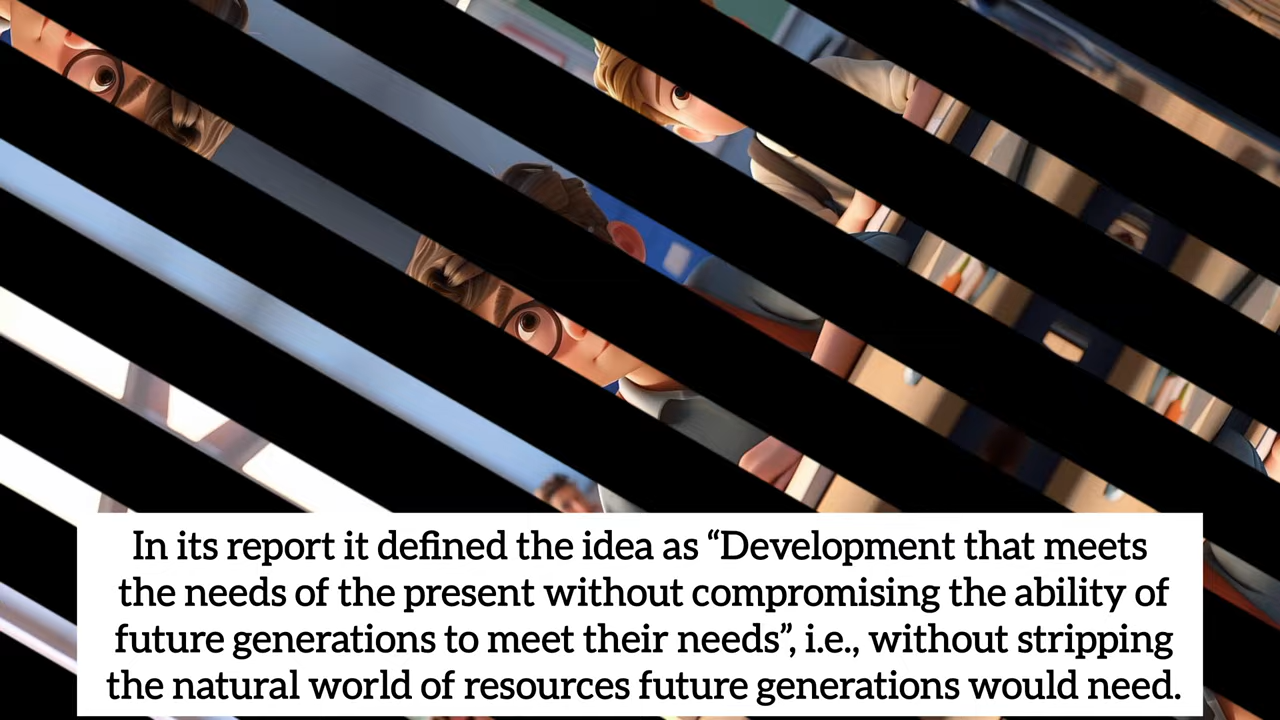 In its report it defined the idea as “Development that meets
the needs of the present without compromising the ability of
future generations to meet their needs”, i.e., without stripping
the natural world of resources future generations would need.